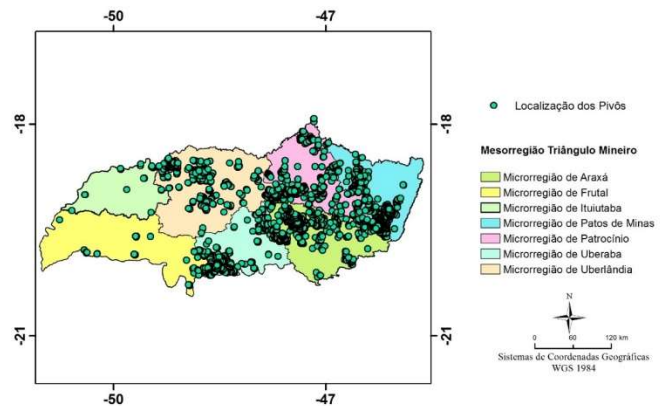 -50
-47
-18
-18
Localização dos Pivôs
Mesorregião Triângulo Mineiro
Microrregião de Araxá
Microrregião de Frutal
Microrregião de Ituiutaba
Microrregião de Patos de Minas
Microrregião de Patrocínio
Microrregião de Uberaba
Microrregião de Uberlândia
N
0 60 120 km
Sistemas de Coordenadas Geográficas
WGS 1984
-21
-21
-50
-47